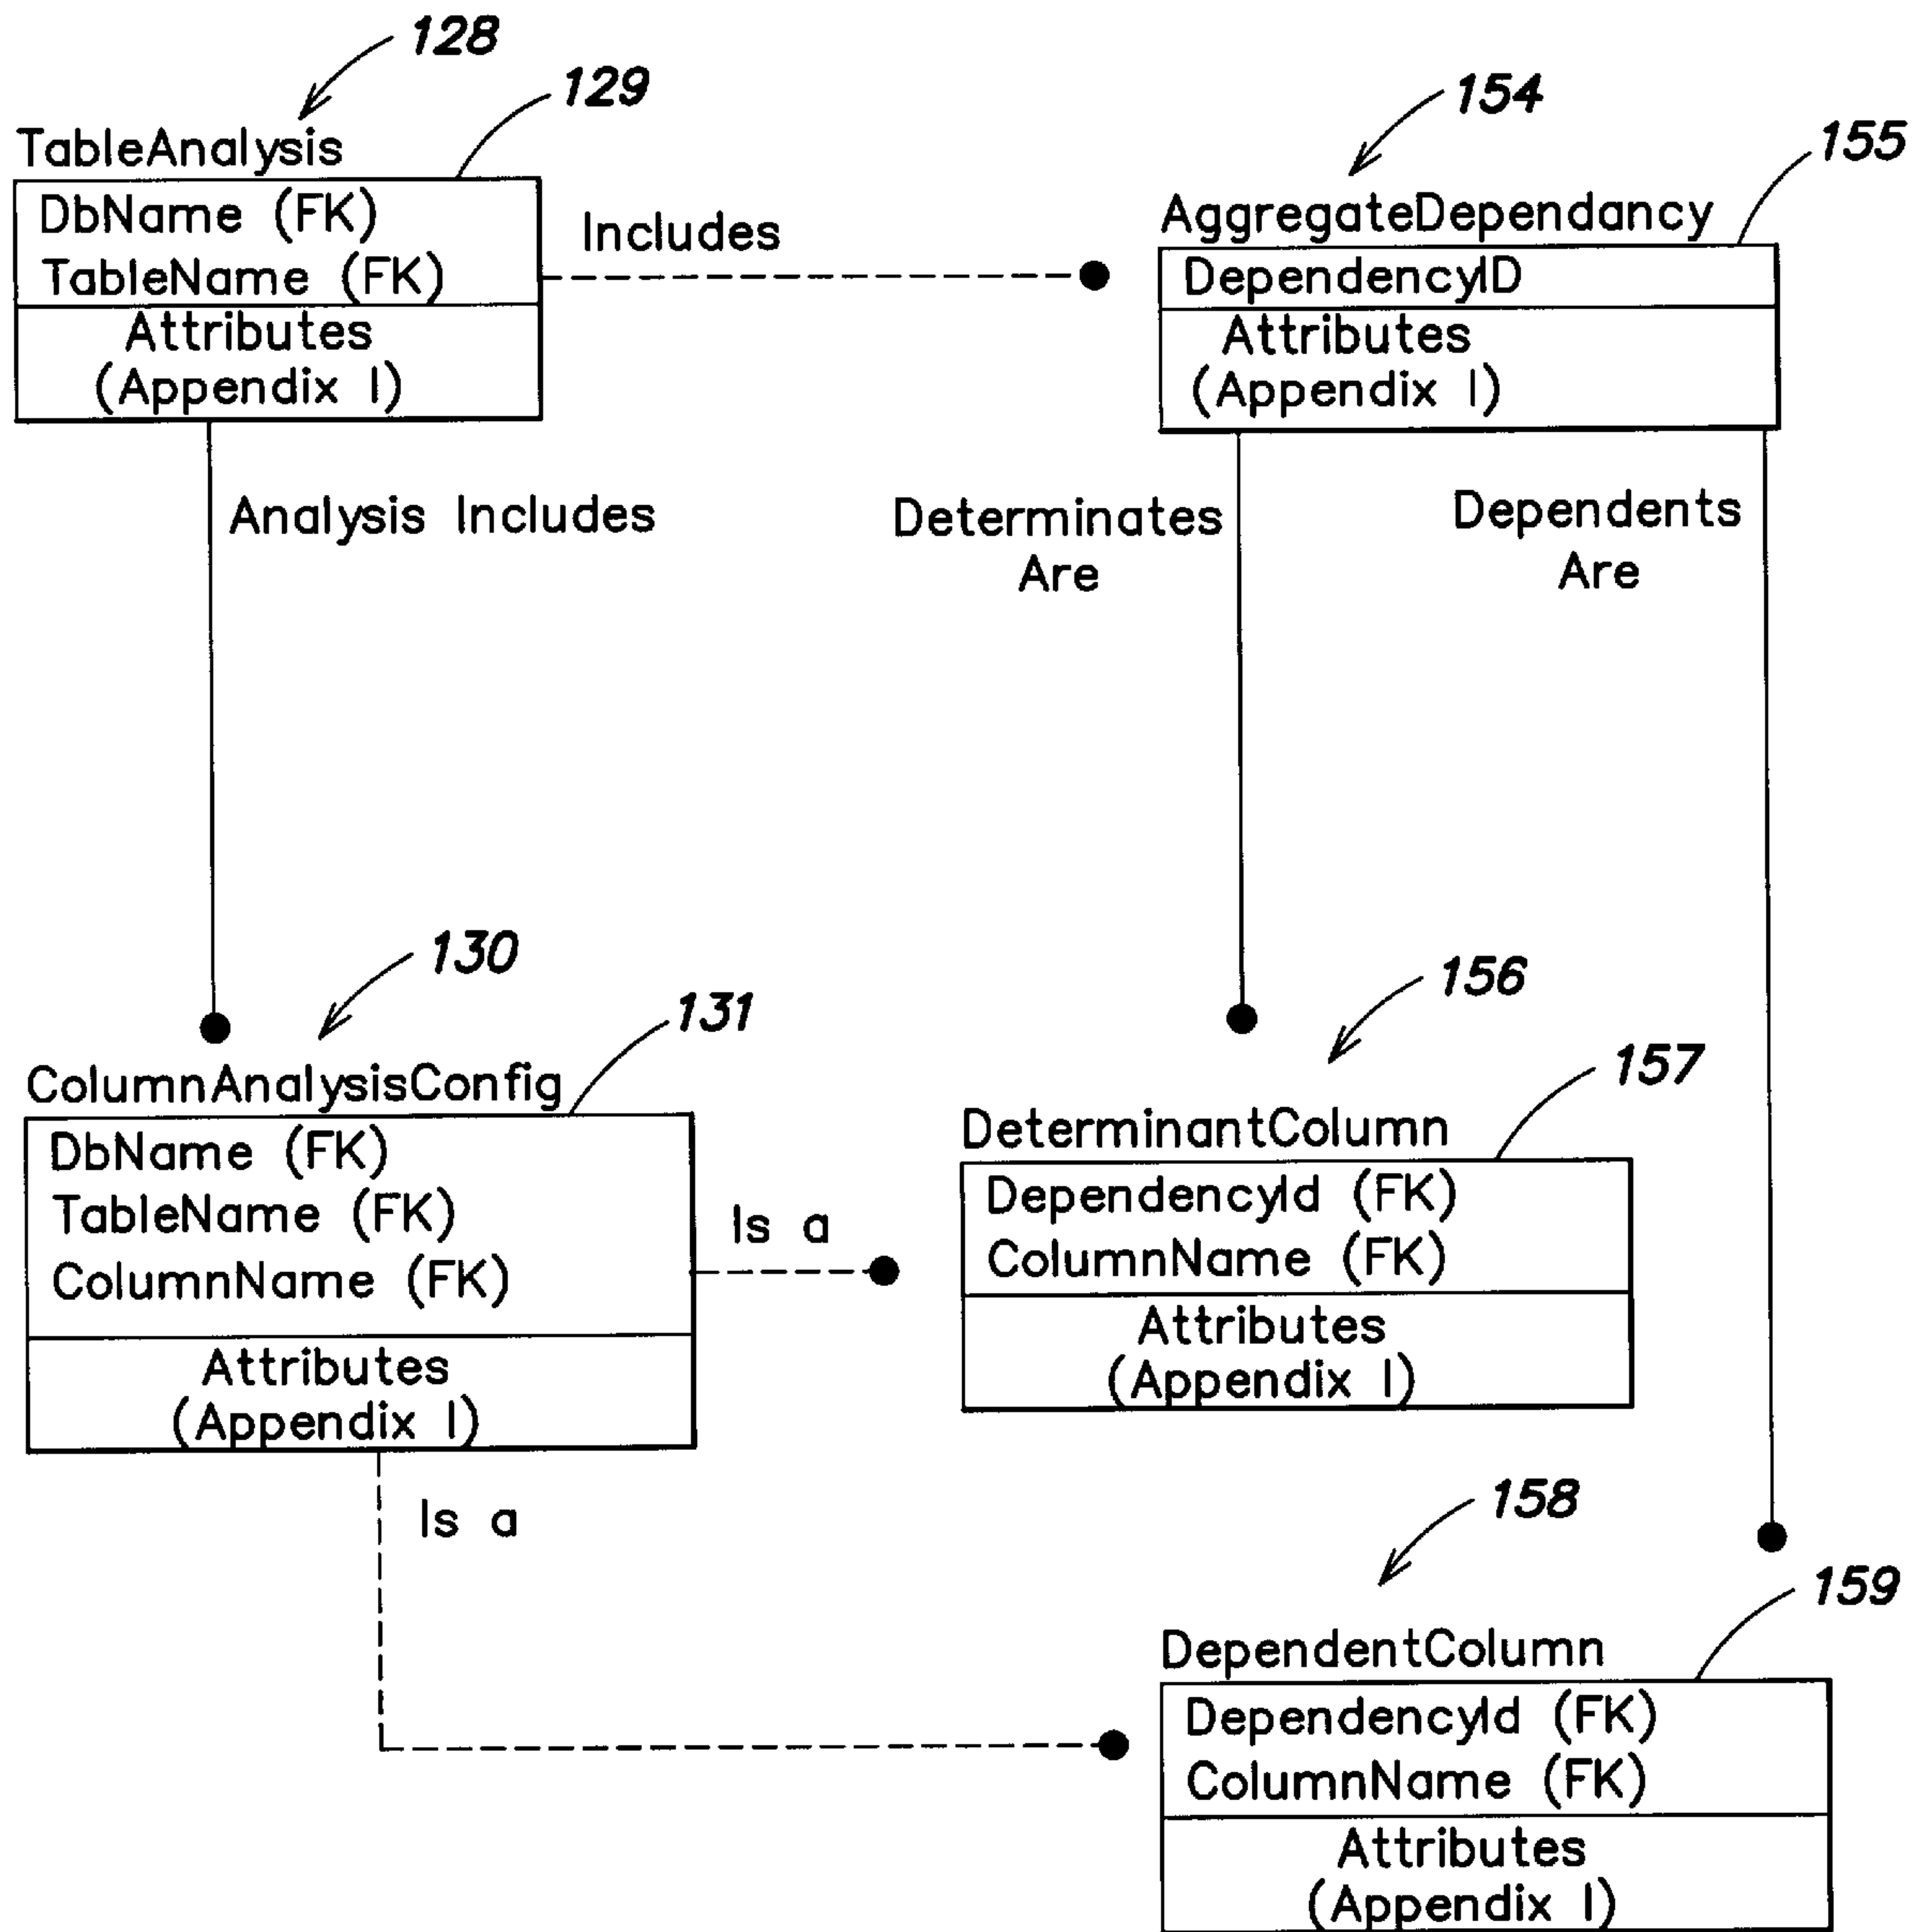 128
129
TableAnalysis
DbName (FK)
TableName (FK)
Attributes
(Appendix I)
Includes
154
155
AggregateDependancy
DependencyID
Attributes
(Appendix I)
Analysis Includes
Determinates
Are
Dependents
Are
130
131
ColumnAnalysisConfig
DbName (FK)
TableName (FK)
ColumnName (FK)
Attributes
(Appendix I)
Is a
156
157
DeterminantColumn
DependencyId (FK)
ColumnName (FK)
Attributes
(Appendix I)
Is a
158
159
DependentColumn
DependencyId (FK)
ColumnName (FK)
Attributes
(Appendix I)